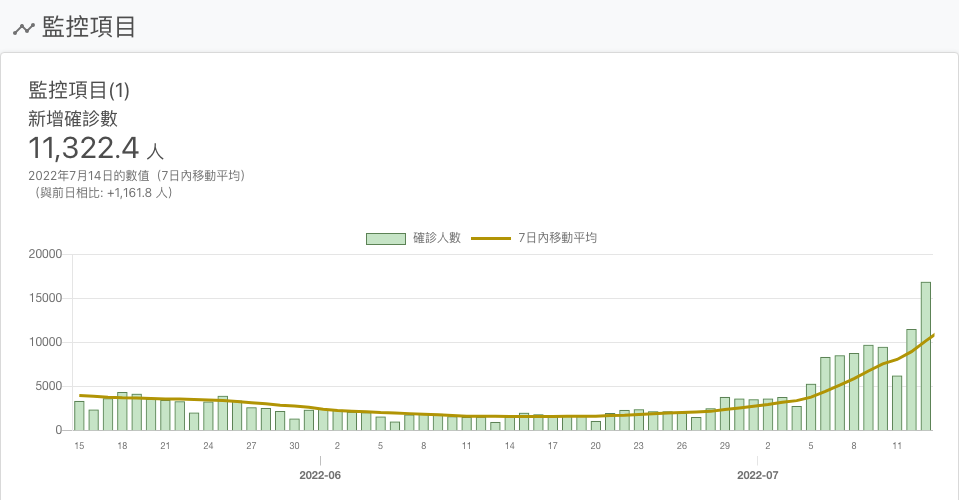 監控項目
監控項目(1)
新增確診數
11,322.4 人
2022年7月14日的數值（7日內移動平均）
（與前日相比: +1,161.8 人）
確診人數 7日內移動平均
20000
15000
10000
5000
0
15 18 21 24 27 30 2 5 8 11 14 17 20 23 26 29 2 5 8 11
2022-06 2022-07